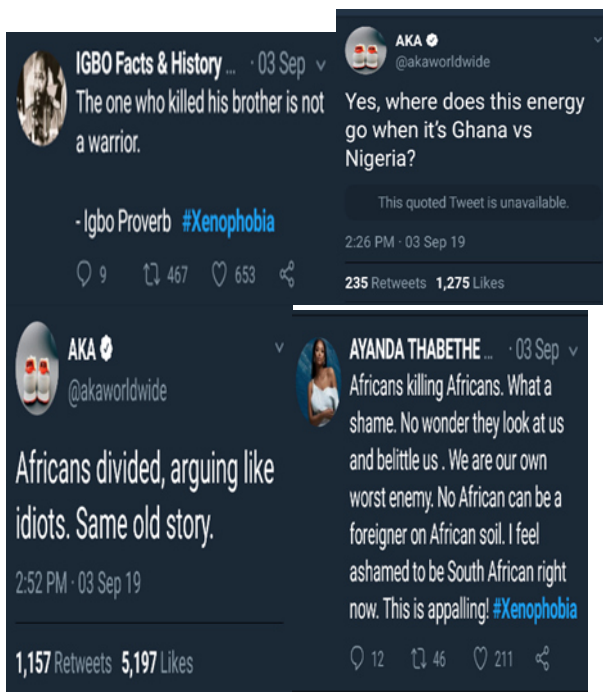 IGBO Facts & History ... · 03 Sep
The one who killed his brother is not
a warrior.
- Igbo Proverb #Xenophobia
9 467 653
AKA
@akaworldwide
Yes, where does this energy
go when it's Ghana vs
Nigeria?
This quoted Tweet is unavailable.
2:26 PM · 03 Sep 19
235 Retweets 1,275 Likes
AKA
@akaworldwide
Africans divided, arguing like
idiots. Same old story.
2:52 PM · 03 Sep 19
1,157 Retweets 5,197 Likes
AYANDA THABETHE ... · 03 Sep
Africans killing Africans. What a
shame. No wonder they look at us
and belittle us . We are our own
worst enemy. No African can be a
foreigner on African soil. I feel
ashamed to be South African right
now. This is appalling! #Xenophobia
12 46 211